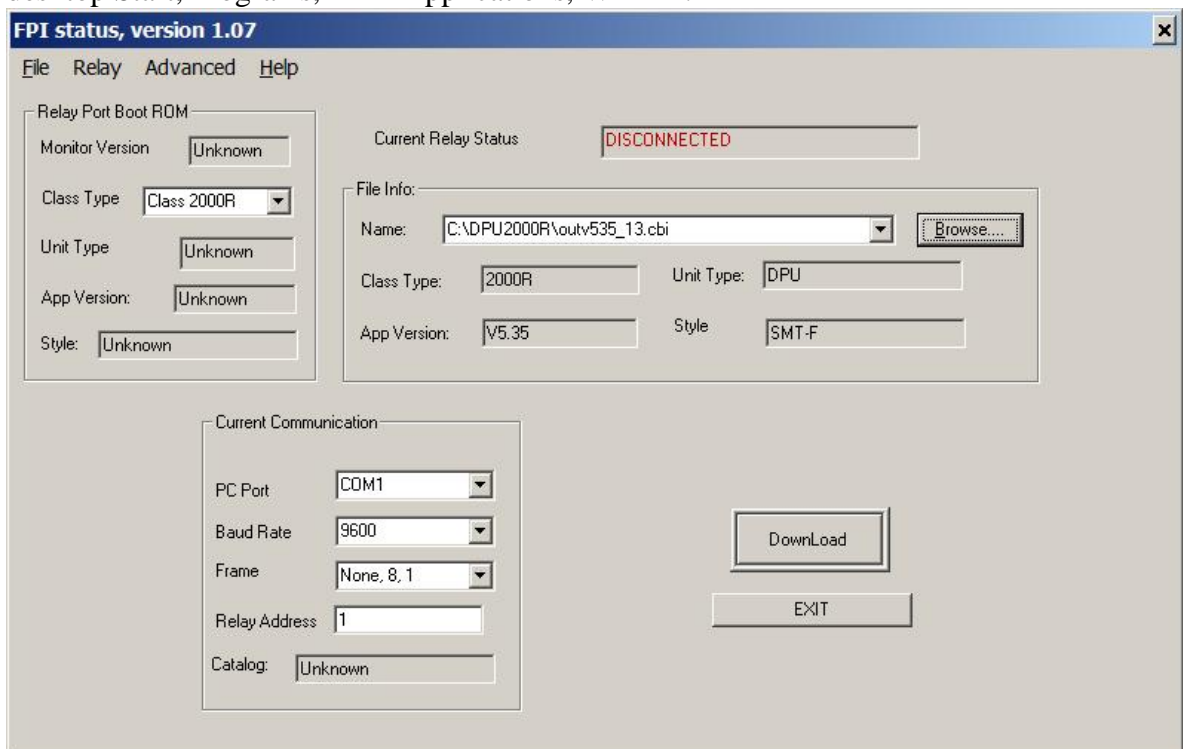 FPI status, version 1.07
File Relay Advanced Help
Relay Port Boot ROM
Monitor Version Unknown
Class Type Class 2000R
Unit Type Unknown
App Version: Unknown
Style: Unknown
Current Relay Status DISCONNECTED
File Info:
Name: C:\DPU2000R\outv535_13.cbi Browse....
Class Type: 2000R Unit Type: DPU
App Version: V5.35 Style SMT-F
Current Communication
PC Port COM1
Baud Rate 9600
Frame None, 8, 1
Relay Address 1
Catalog: Unknown
DownLoad
EXIT